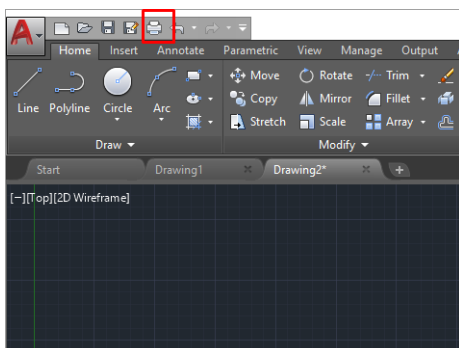 A
Home Insert Annotate Parametric View Manage Output
Move Rotate Trim
Copy Mirror Fillet
Line Polyline Circle Arc
Stretch Scale Array
Draw Modify
Start Drawing1 Drawing2* +
[−][Top][2D Wireframe]